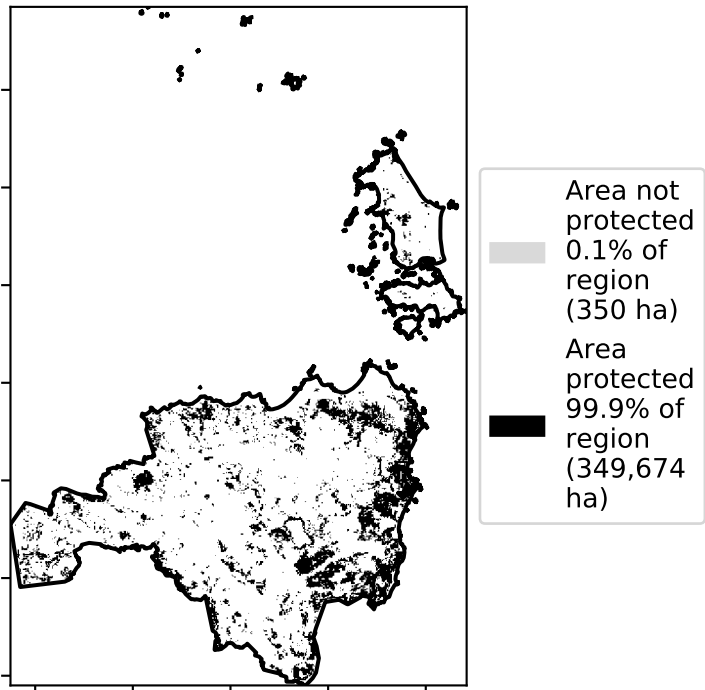 Area not
protected
0.1% of
region
(350 ha)
Area
protected
99.9% of
region
(349,674
ha)